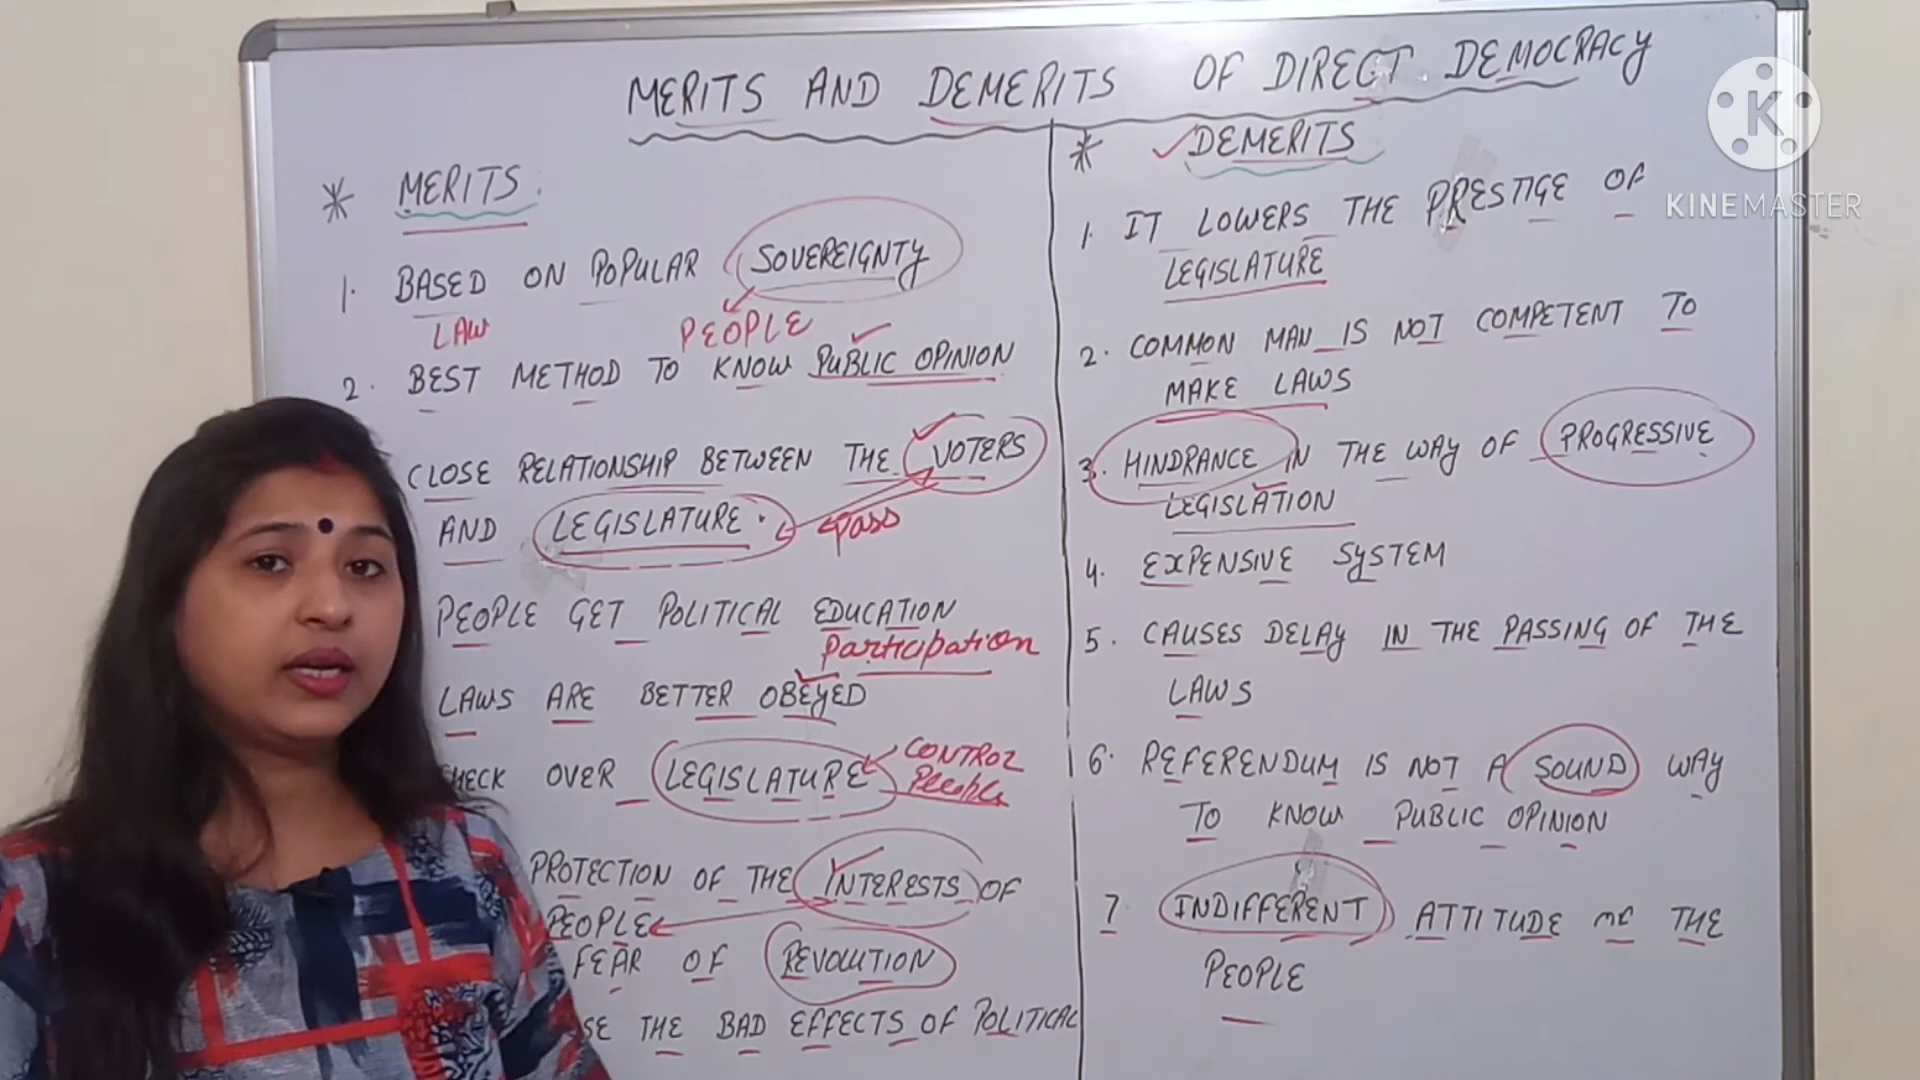 MERITS AND DEMERITS OF DIRECT DEMOCRACY
* MERITS.
1. BASED ON POPULAR SOVEREIGNTY
LAW PEOPLE
2. BEST METHOD TO KNOW PUBLIC OPINION
CLOSE RELATIONSHIP BETWEEN THE VOTERS
AND LEGISLATURE.
Pass
PEOPLE GET POLITICAL EDUCATION
Participation
LAWS ARE BETTER OBEYED
CHECK OVER LEGISLATURE
CONTROL
PROTECTION OF THE INTERESTS OF
PEOPLE
FEAR OF REVOLUTION
THE BAD EFFECTS OF POLITICAL
* DEMERITS
1. IT LOWERS THE PRESTIGE OF
LEGISLATURE
2. COMMON MAN IS NOT COMPETENT TO
MAKE LAWS
3. HINDRANCE IN THE WAY OF PROGRESSIVE
LEGISLATION
4. EXPENSIVE SYSTEM
5. CAUSES DELAY IN THE PASSING OF THE
LAWS
6. REFERENDUM IS NOT A SOUND WAY
TO KNOW PUBLIC OPINION
7. INDIFFERENT ATTITUDE OF THE
PEOPLE
K
KINEMASTER